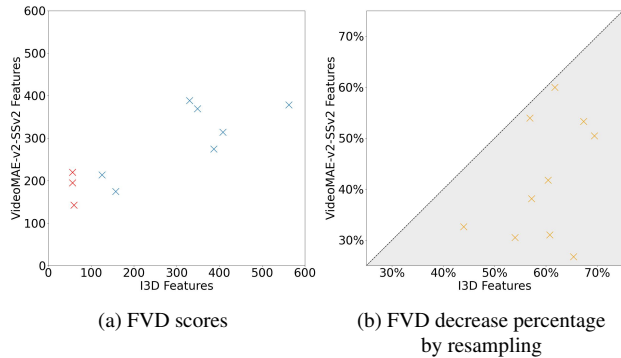 600
500
400
300
200
100
0
VideoMAE-v2-SSv2 Features
0 100 200 300 400 500 600
I3D Features
(a) FVD scores
70%
60%
50%
40%
30%
VideoMAE-v2-SSv2 Features
30% 40% 50% 60% 70%
I3D Features
(b) FVD decrease percentage
by resampling